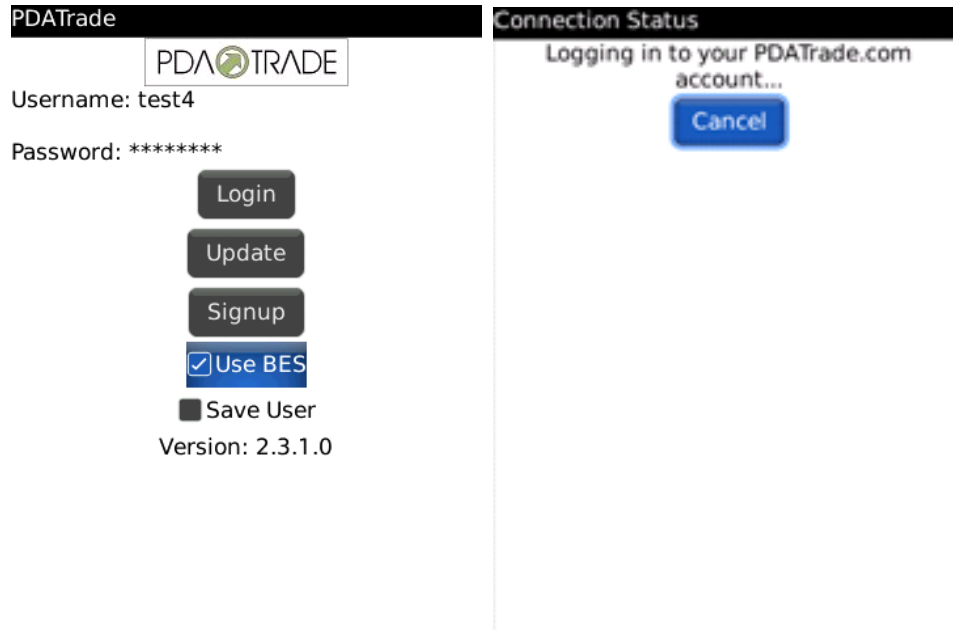 PDATrade
PDA TRADE
Username: test4
Password: ********
Login
Update
Signup
Use BES
Save User
Version: 2.3.1.0
Connection Status
Logging in to your PDATrade.com
account...
Cancel